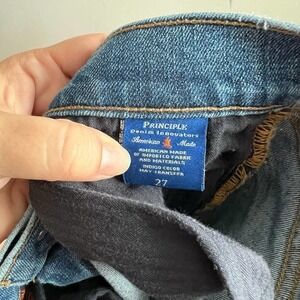 PRINCIPLE
Denim Innovators
American Made
AMERICAN MADE
OF IMPORTED FABRIC
AND MATERIALS
INDIGO COLOR
MAY TRANSFER
27